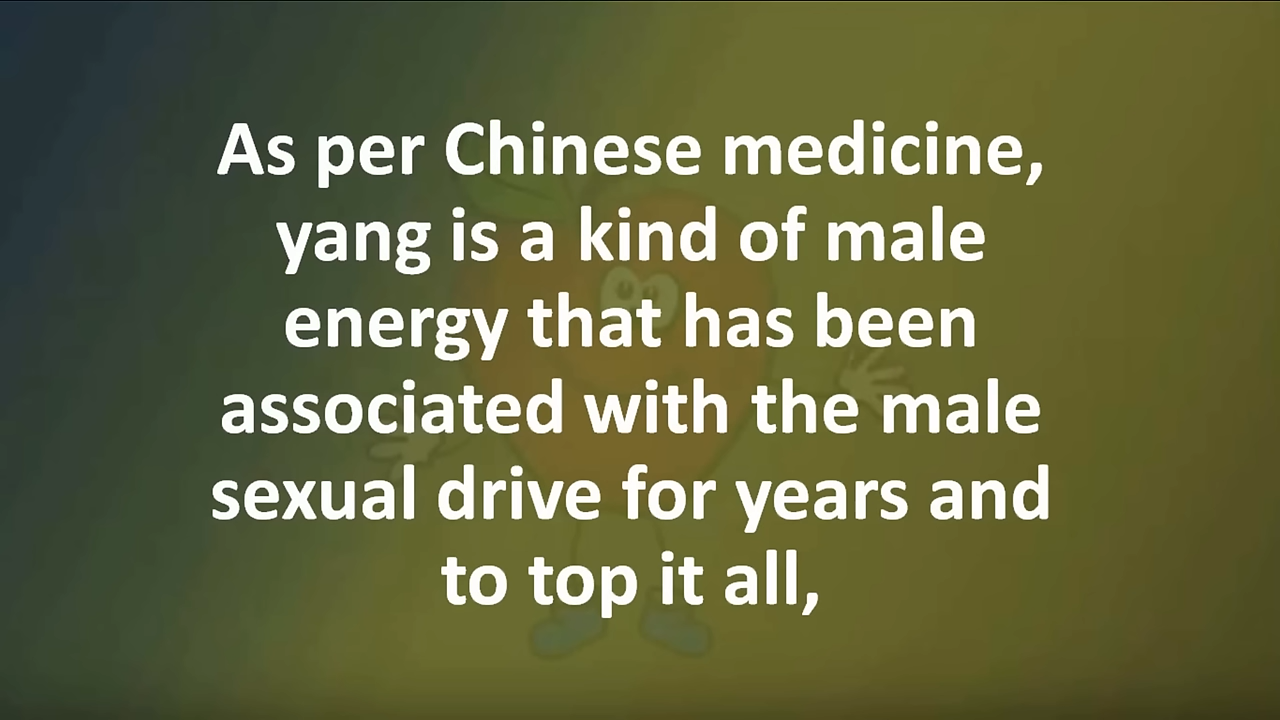 As per Chinese medicine,
yang is a kind of male
energy that has been
associated with the male
sexual drive for years and
to top it all,